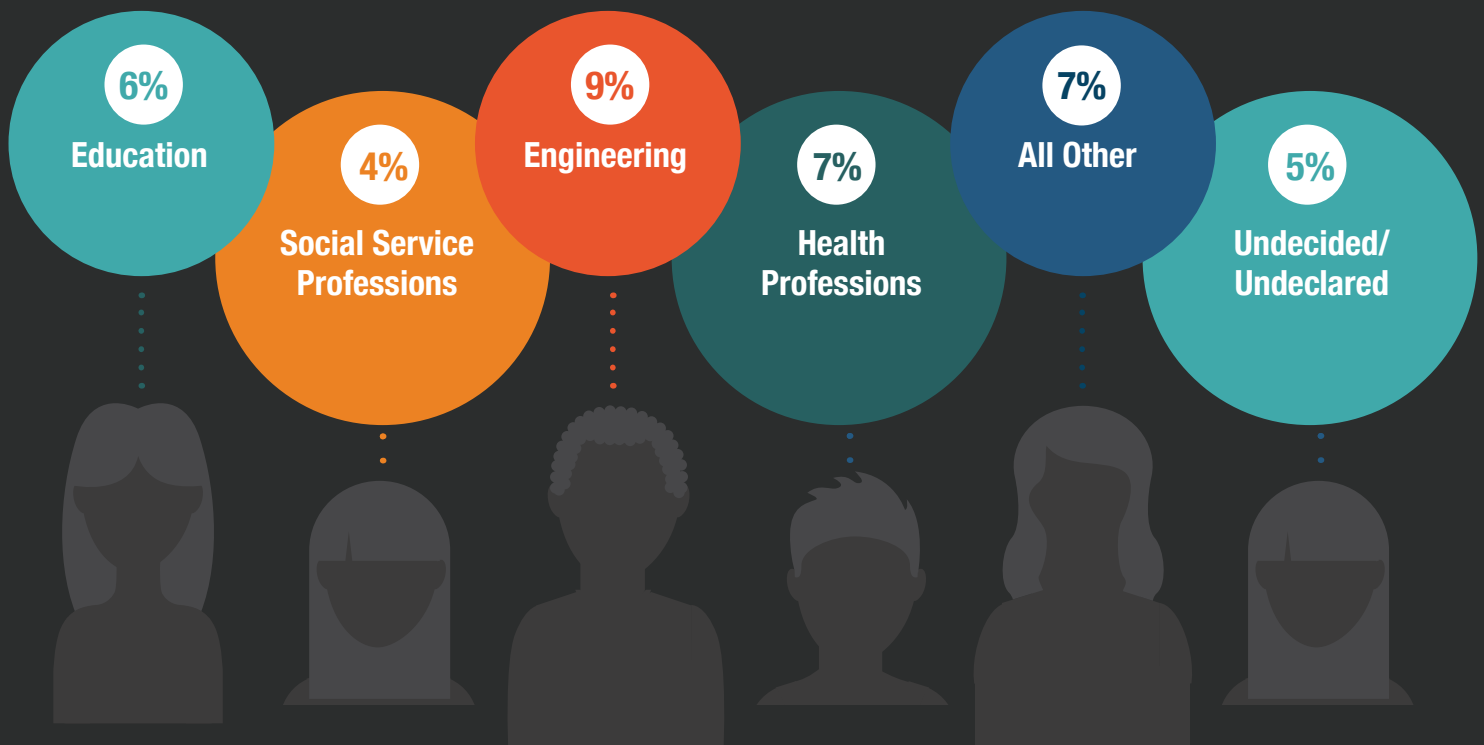 6%
Education
4%
Social Service
Professions
9%
Engineering
7%
Health
Professions
7%
All Other
5%
Undecided/
Undeclared